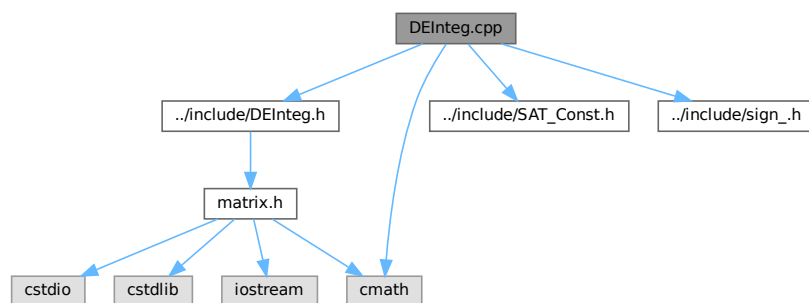 DEInteg.cpp
../include/DEInteg.h
../include/SAT_Const.h
../include/sign_.h
matrix.h
cstdio
cstdlib
iostream
cmath